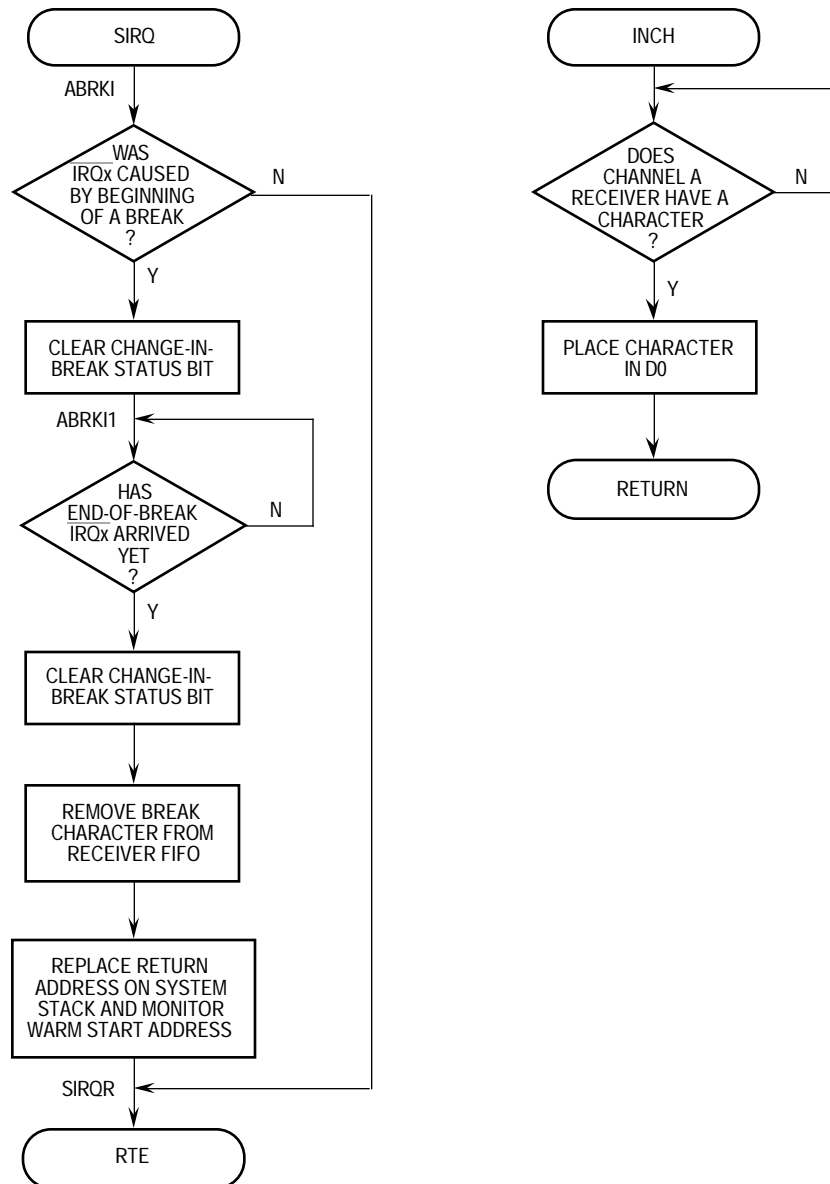 SIRQ
ABRKI
WAS
IRQx CAUSED
BY BEGINNING
OF A BREAK
?
N
Y
CLEAR CHANGE-IN-
BREAK STATUS BIT
ABRKI1
HAS
END-OF-BREAK
IRQx ARRIVED
YET
?
N
Y
CLEAR CHANGE-IN-
BREAK STATUS BIT
REMOVE BREAK
CHARACTER FROM
RECEIVER FIFO
REPLACE RETURN
ADDRESS ON SYSTEM
STACK AND MONITOR
WARM START ADDRESS
SIRQR
RTE
INCH
DOES
CHANNEL A
RECEIVER HAVE A
CHARACTER
?
N
Y
PLACE CHARACTER
IN D0
RETURN